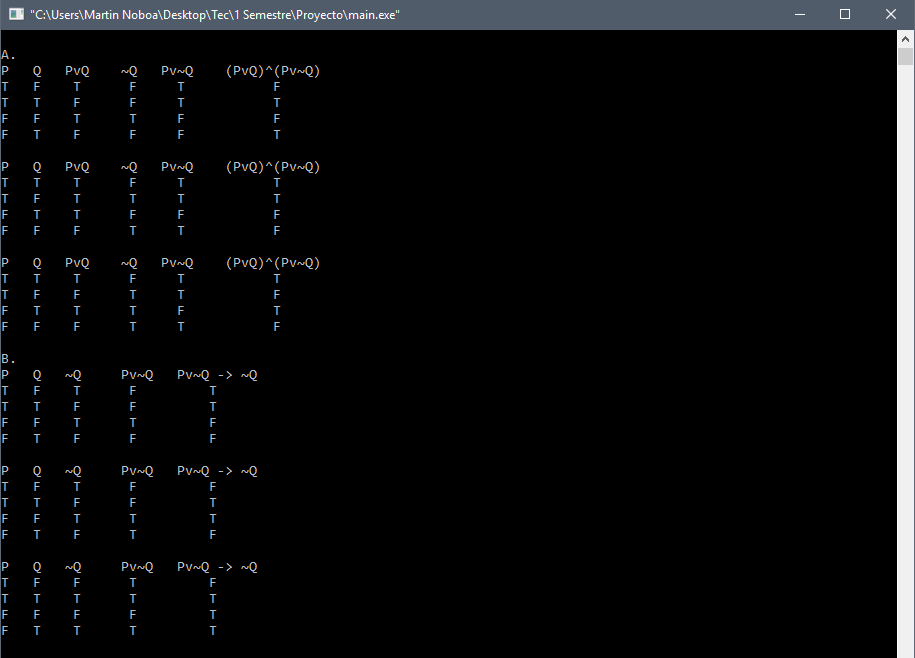 "C:\Users\Martin Noboa\Desktop\Tec\1 Semestre\Proyecto\main.exe"
A.
P Q PvQ ~Q Pv~Q (PvQ)^(Pv~Q)
T F T F T F
T T F F T T
F F T T F F
F T F F F T
P Q PvQ ~Q Pv~Q (PvQ)^(Pv~Q)
T T T F T T
T F T T T T
F T T F F F
F F F T T F
P Q PvQ ~Q Pv~Q (PvQ)^(Pv~Q)
T T T F T T
T F F T T F
F T T T F T
F F F T T F
B.
P Q ~Q Pv~Q Pv~Q -> ~Q
T F T F T
T T F F T
F F T T F
F T F F F
P Q ~Q Pv~Q Pv~Q -> ~Q
T F T F F
T T F F T
F F T T T
F T F T F
P Q ~Q Pv~Q Pv~Q -> ~Q
T F F T F
T T T T T
F F F T T
F T T T T